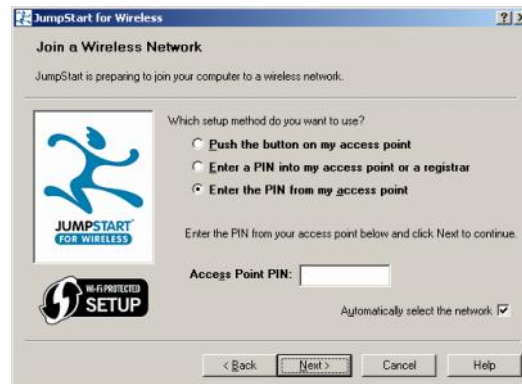 JumpStart for Wireless
Join a Wireless Network
JumpStart is preparing to join your computer to a wireless network.
Which setup method do you want to use?
Push the button on my access point
Enter a PIN into my access point or a registrar
Enter the PIN from my access point
JUMPSTART
FOR WIRELESS
Enter the PIN from your access point below and click Next to continue.
Access Point PIN:
Wi-Fi PROTECTED
SETUP
Automatically select the network
< Back
Next >
Cancel
Help